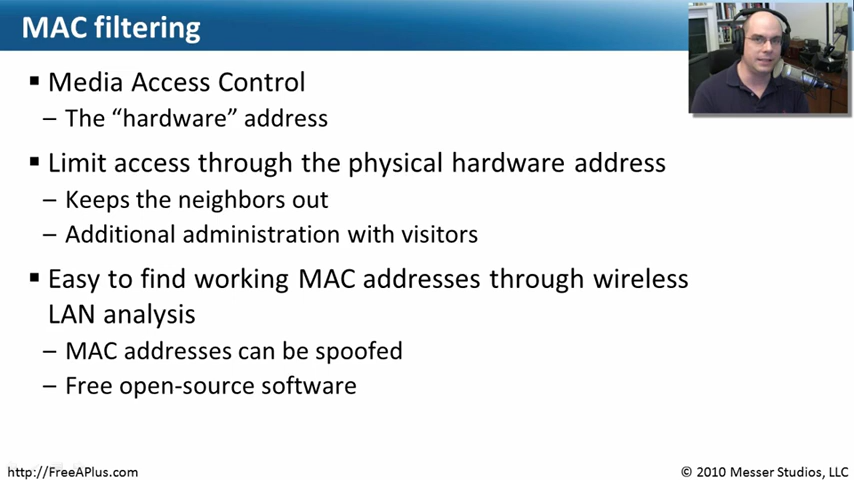 MAC filtering
▪ Media Access Control
– The “hardware” address
▪ Limit access through the physical hardware address
– Keeps the neighbors out
– Additional administration with visitors
▪ Easy to find working MAC addresses through wireless
LAN analysis
– MAC addresses can be spoofed
– Free open-source software
http://FreeAPlus.com
© 2010 Messer Studios, LLC